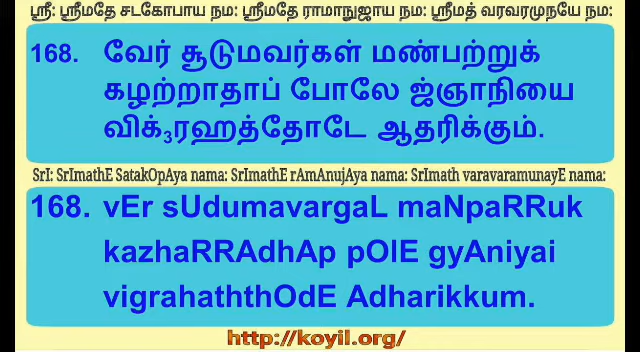 ஸ்ரீ: ஸ்ரீமதே சடகோபாய நம: ஸ்ரீமதே ராமாநுஜாய நம: ஸ்ரீமத் வரவரமுநயே நம:
168. வேர் சூடுமவர்கள் மண்பற்றுக்
கழற்றாதாப் போலே ஜ்ஞாநியை
விக்₃ரஹத்தோடே ஆதரிக்கும்.
SrI: SrImathE SatakOpAya nama: SrImathE rAmAnujAya nama: SrImath varavaramunayE nama:
168. vEr sUdumavargaL maNpaRRuk
kazhaRRAdhAp pOlE gyAniyai
vigrahaththOdE Adharikkum.
http://koyil.org/